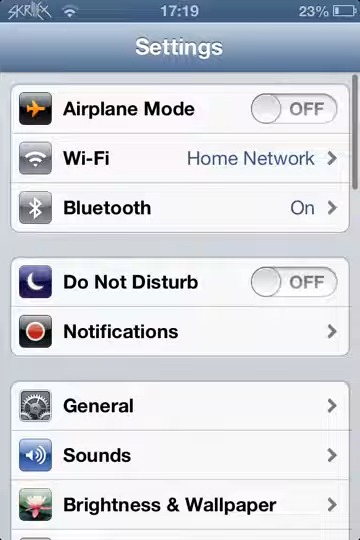 SKRILLEX 17:19 23%
Settings
Airplane Mode OFF
Wi-Fi Home Network
Bluetooth On
Do Not Disturb OFF
Notifications
General
Sounds
Brightness & Wallpaper